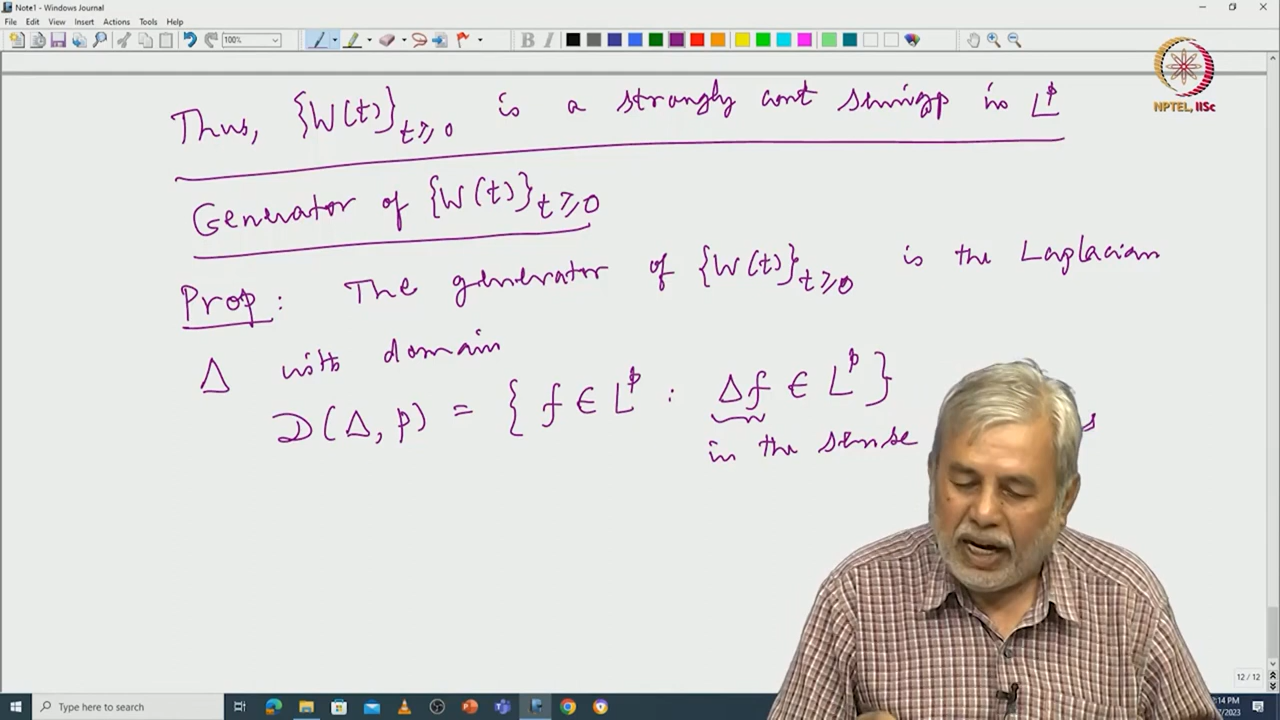 Note1 - Windows Journal
File Edit View Insert Actions Tools Help
100%
NPTEL, IISc
Thus, {W(t)}_{t≥0} is a strongly cont semigp in L^p
Generator of {W(t)}_{t≥0}
Prop: The generator of {W(t)}_{t≥0} is the Laplacian
Δ with domain
D(Δ, p) = { f ∈ L^p : Δf ∈ L^p }
in the sense
12 / 12
Type here to search